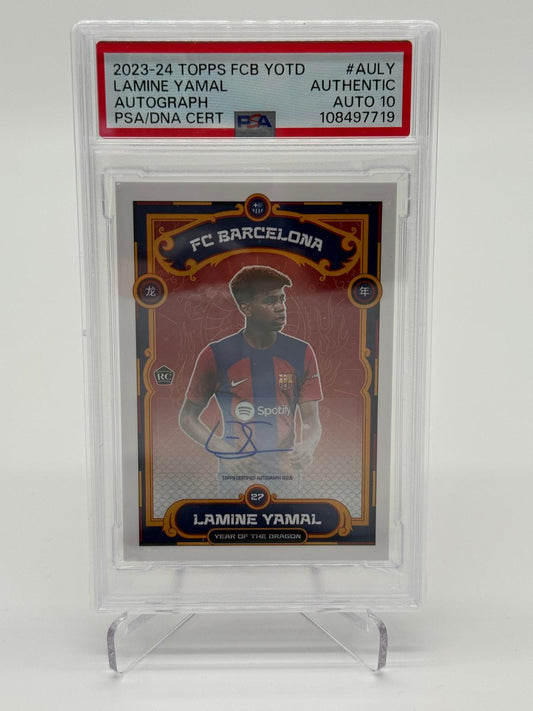 2023-24 TOPPS FCB YOTD #AULY
LAMINE YAMAL AUTHENTIC
AUTOGRAPH AUTO 10
PSA/DNA CERT PSA 108497719
FC BARCELONA
龙 年
RC
Spotify
TOPPS CERTIFIED AUTOGRAPH ISSUE
27
LAMINE YAMAL
YEAR OF THE DRAGON